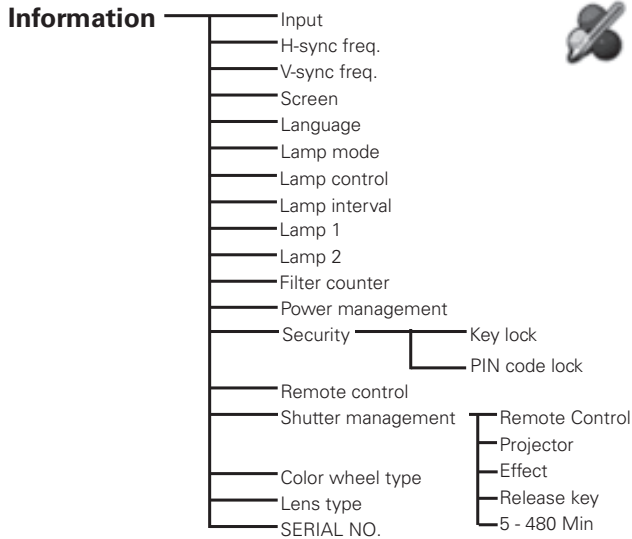 Information
Input
H-sync freq.
V-sync freq.
Screen
Language
Lamp mode
Lamp control
Lamp interval
Lamp 1
Lamp 2
Filter counter
Power management
Security
Key lock
PIN code lock
Remote control
Shutter management
Remote Control
Projector
Effect
Release key
5 - 480 Min
Color wheel type
Lens type
SERIAL NO.